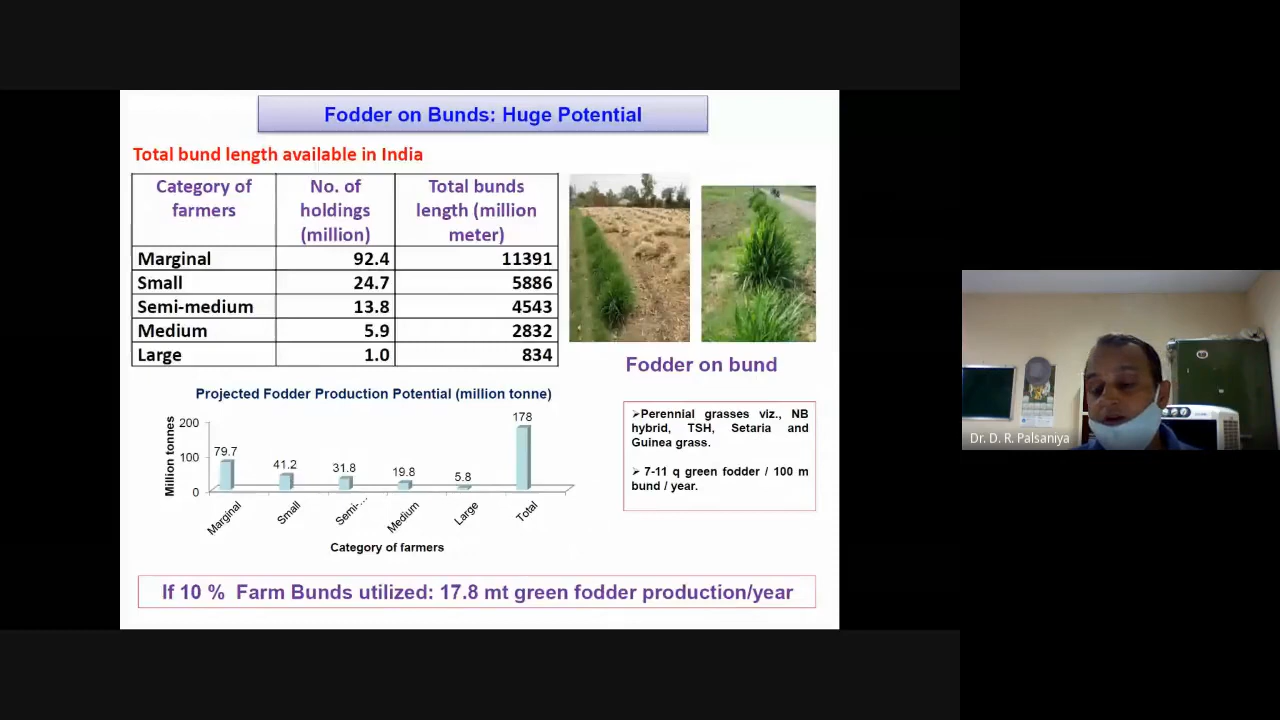 Fodder on Bunds: Huge Potential
Total bund length available in India
Category of farmers No. of holdings (million) Total bunds length (million meter)
Marginal 92.4 11391
Small 24.7 5886
Semi-medium 13.8 4543
Medium 5.9 2832
Large 1.0 834
Fodder on bund
Projected Fodder Production Potential (million tonne)
Million tonnes
200
100
0
79.7
41.2
31.8
19.8
5.8
178
Marginal
Small
Semi-...
Medium
Large
Total
Category of farmers
➢Perennial grasses viz., NB
hybrid, TSH, Setaria and
Guinea grass.
➢ 7-11 q green fodder / 100 m
bund / year.
If 10 % Farm Bunds utilized: 17.8 mt green fodder production/year
Dr. D. R. Palsaniya